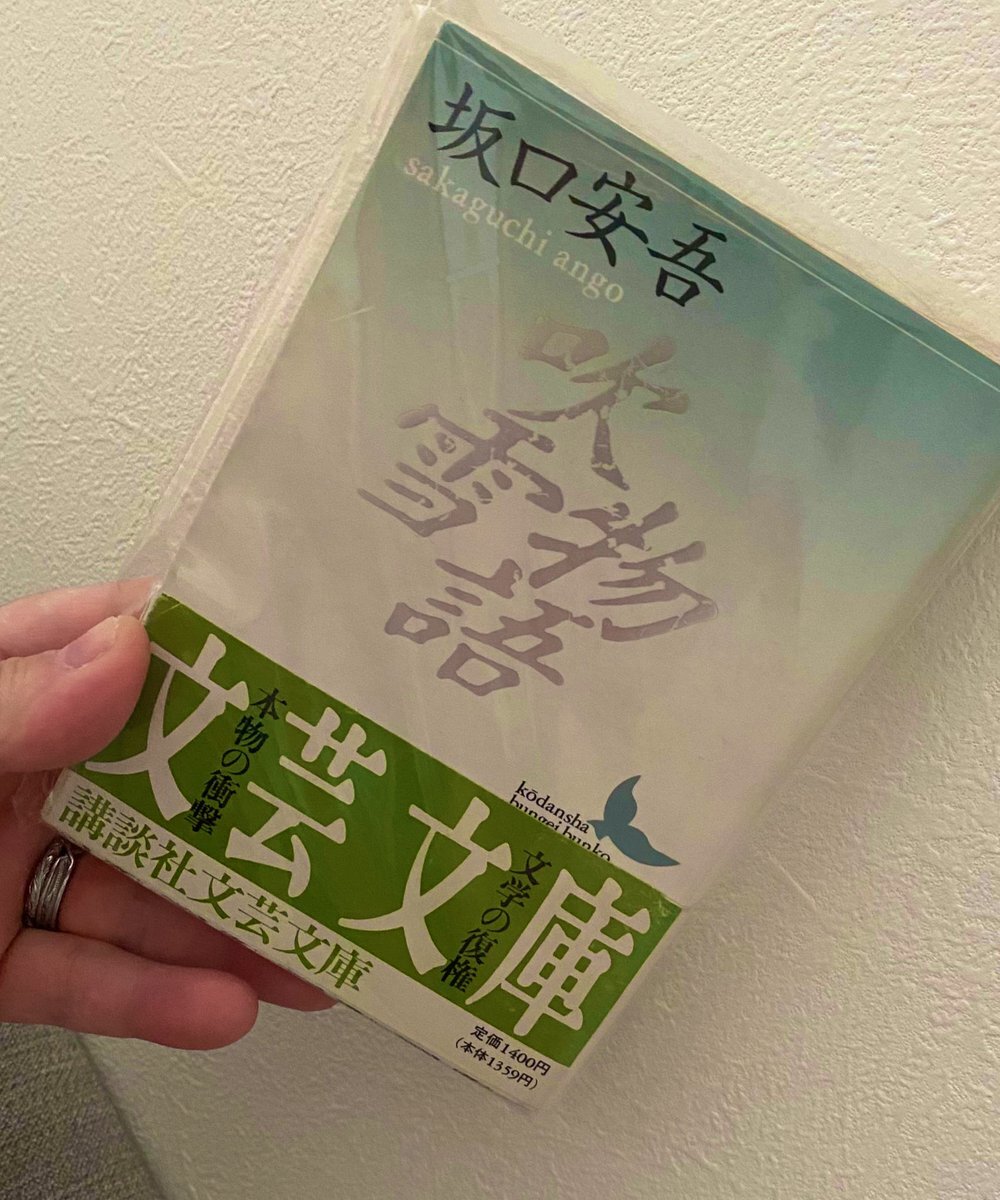 坂口安吾
sakaguchi ango
吹雪物語
kōdansha
bungei bunko
文芸文庫
本物の衝撃
文学の復権
講談社文芸文庫
定価1400円
(本体1359円)